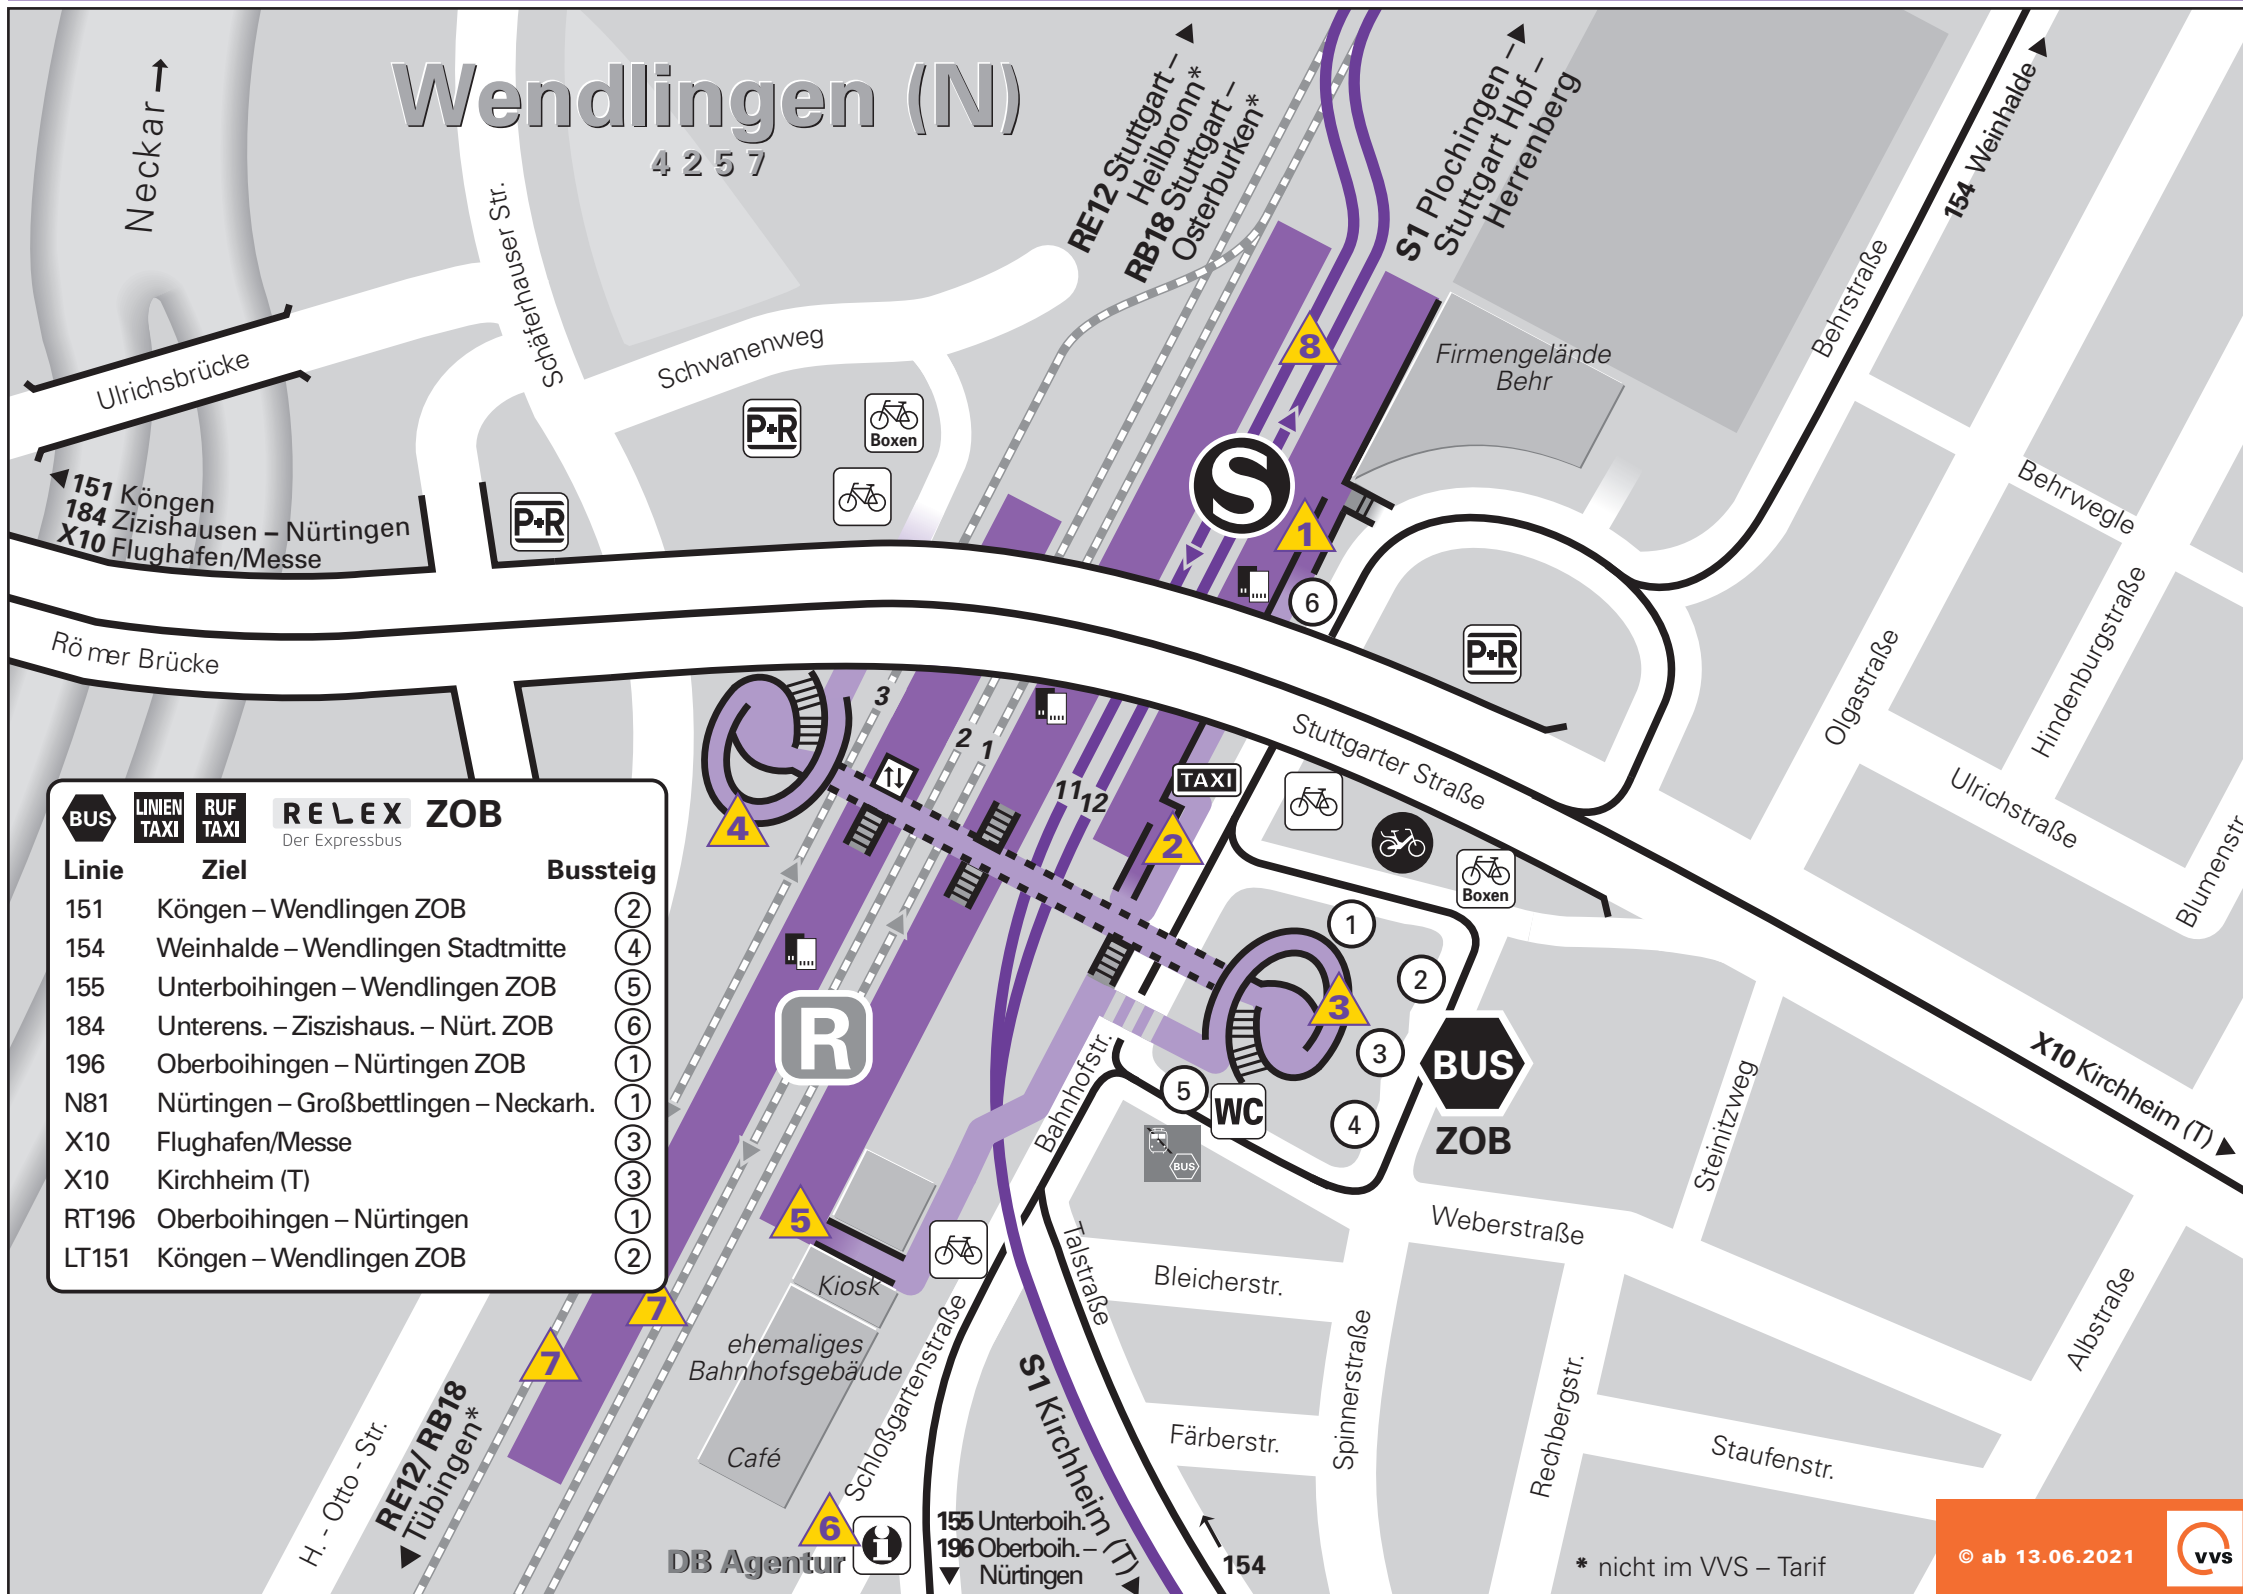 Wendlingen (N)
4257
Neckar
Schäferhauser Str.
RE12 Stuttgart –
Heilbronn*
RB18 Stuttgart –
Osterburken*
S1 Plochingen –
Stuttgart Hbf –
Herrenberg
154 Weinhalde
Behrstraße
Ulrichsbrücke
Schwanenweg
8
Firmengelände
Behr
P+R
Boxen
S
1
6
151 Köngen
184 Zizishausen – Nürtingen
X10 Flughafen/Messe
P+R
Behrwegle
Hindenburgstraße
Olgastraße
Ulrichstraße
Blumenstr.
Römer Brücke
P+R
Stuttgarter Straße
3
2
1
11
12
TAXI
4
2
Boxen
BUS
LINIEN
TAXI
RUF
TAXI
RELEX
Der Expressbus
ZOB
Linie Ziel Bussteig
151 Köngen – Wendlingen ZOB 2
154 Weinhalde – Wendlingen Stadtmitte 4
155 Unterboihingen – Wendlingen ZOB 5
184 Unterens. – Ziszishaus. – Nürt. ZOB 6
196 Oberboihingen – Nürtingen ZOB 1
N81 Nürtingen – Großbettlingen – Neckarh. 1
X10 Flughafen/Messe 3
X10 Kirchheim (T) 3
RT196 Oberboihingen – Nürtingen 1
LT151 Köngen – Wendlingen ZOB 2
1
2
3
3
4
5
WC
BUS
BUS
ZOB
R
Bahnhofstr.
X10 Kirchheim (T)
Steinitzweg
Weberstraße
Talstraße
Bleicherstr.
5
Kiosk
ehemaliges
Bahnhofsgebäude
Café
7
7
Schloßgartenstraße
S1 Kirchheim (T)
Spinnerstraße
Rechbergstr.
Albstraße
Färberstr.
Staufenstr.
H.-Otto-Str.
RE12/RB18
Tübingen*
6
DB Agentur
i
155 Unterboih.
196 Oberboih. –
Nürtingen
154
* nicht im VVS – Tarif
© ab 13.06.2021
VVS